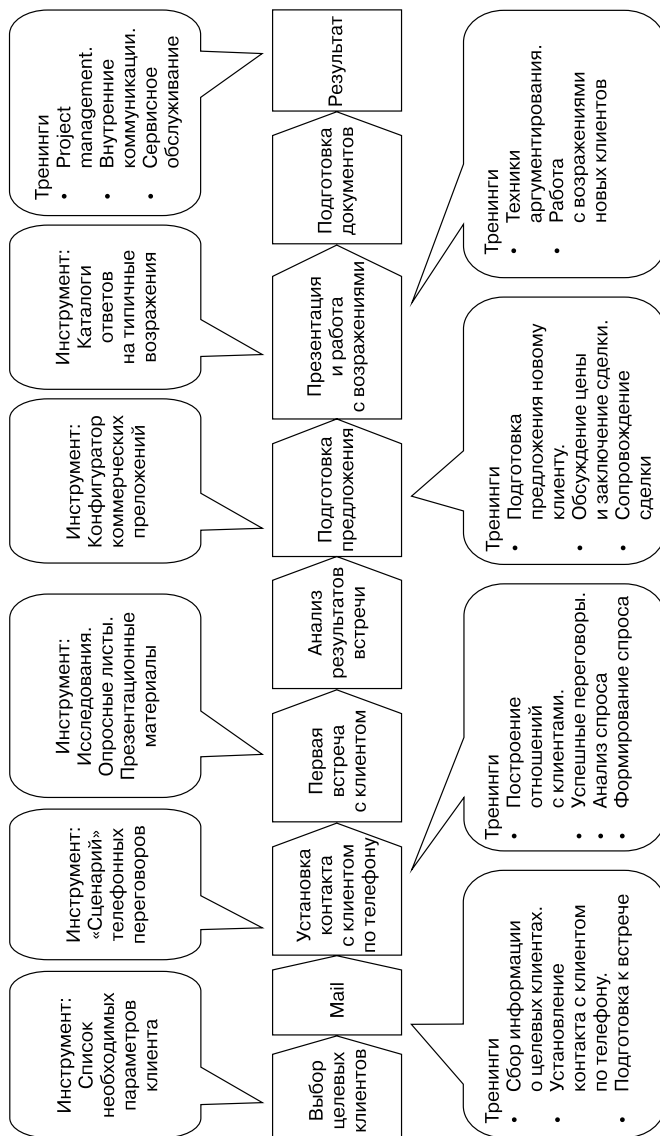 Инструмент:
Список
необходимых
параметров
клиента
Инструмент:
«Сценарий»
телефонных
переговоров
Инструмент:
Исследования.
Опросные листы.
Презентационные
материалы
Инструмент:
Конфигуратор
коммерческих
преложений
Инструмент:
Каталоги
ответов
на типичные
возражения
Тренинги
• Project
management.
• Внутренние
коммуникации.
• Сервисное
обслуживание
Выбор
целевых
клиентов
Mail
Установка
контакта
с клиентом
по телефону
Первая
встреча
с клиентом
Анализ
результатов
встречи
Подготовка
предложения
Презентация
и работа
с возражениями
Подготовка
документов
Результат
Тренинги
• Сбор информации
о целевых клиентах.
• Установление
контакта с клиентом
по телефону.
• Подготовка к встрече
Тренинги
• Построение
отношений
с клиентами.
• Успешные переговоры.
• Анализ спроса
• Формирование спроса
Тренинги
• Подготовка
предложения новому
клиенту.
• Обсуждение цены
и заключение сделки.
• Сопровождение
сделки
Тренинги
• Техники
аргументирования.
• Работа
с возражениями
новых клиентов